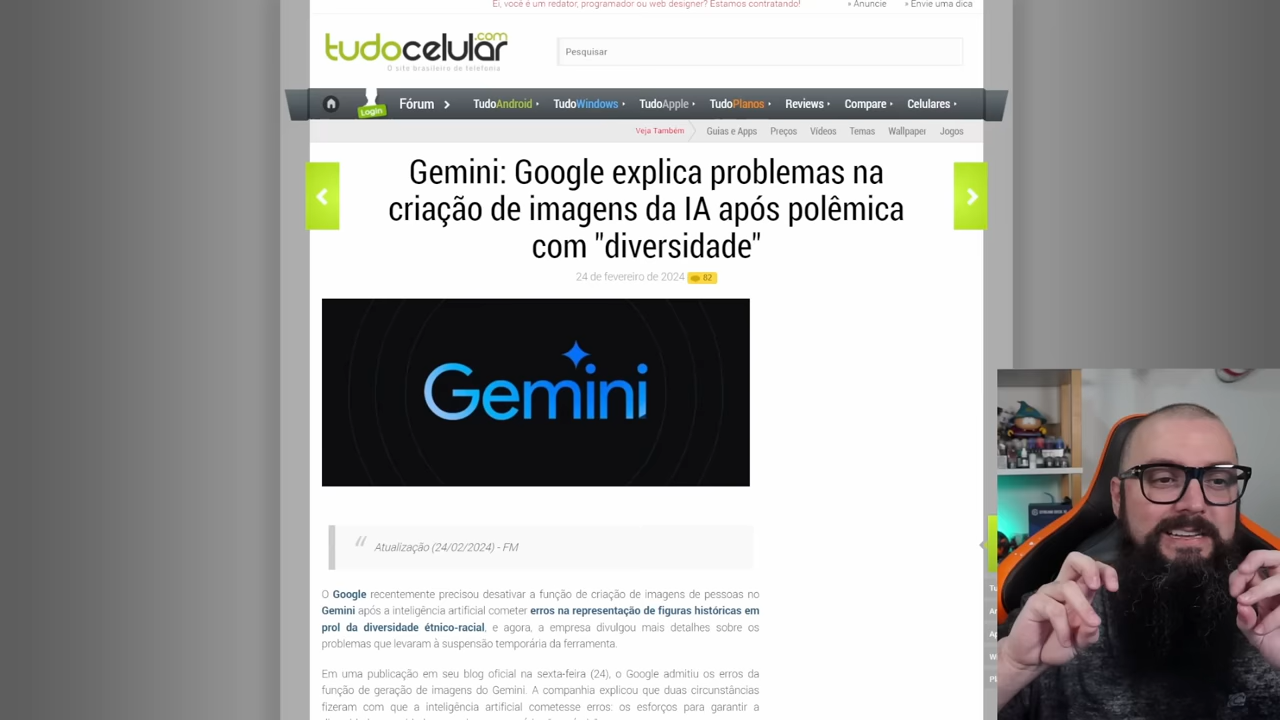 Ei, você é um redator, programador ou web designer? Estamos contratando!
» Anuncie
» Envie uma dica
tudocelular.com
O site brasileiro de telefonia
Pesquisar
Login
Fórum
TudoAndroid
TudoWindows
TudoApple
TudoPlanos
Reviews
Compare
Celulares
Veja Também
Guias e Apps
Preços
Vídeos
Temas
Wallpaper
Jogos
Gemini: Google explica problemas na
criação de imagens da IA após polêmica
com "diversidade"
24 de fevereiro de 2024 82
Gemini
“ Atualização (24/02/2024) - FM
O Google recentemente precisou desativar a função de criação de imagens de pessoas no
Gemini após a inteligência artificial cometer erros na representação de figuras históricas em
prol da diversidade étnico-racial, e agora, a empresa divulgou mais detalhes sobre os
problemas que levaram à suspensão temporária da ferramenta.
Em uma publicação em seu blog oficial na sexta-feira (24), o Google admitiu os erros da
função de geração de imagens do Gemini. A companhia explicou que duas circunstâncias
fizeram com que a inteligência artificial cometesse erros: os esforços para garantir a